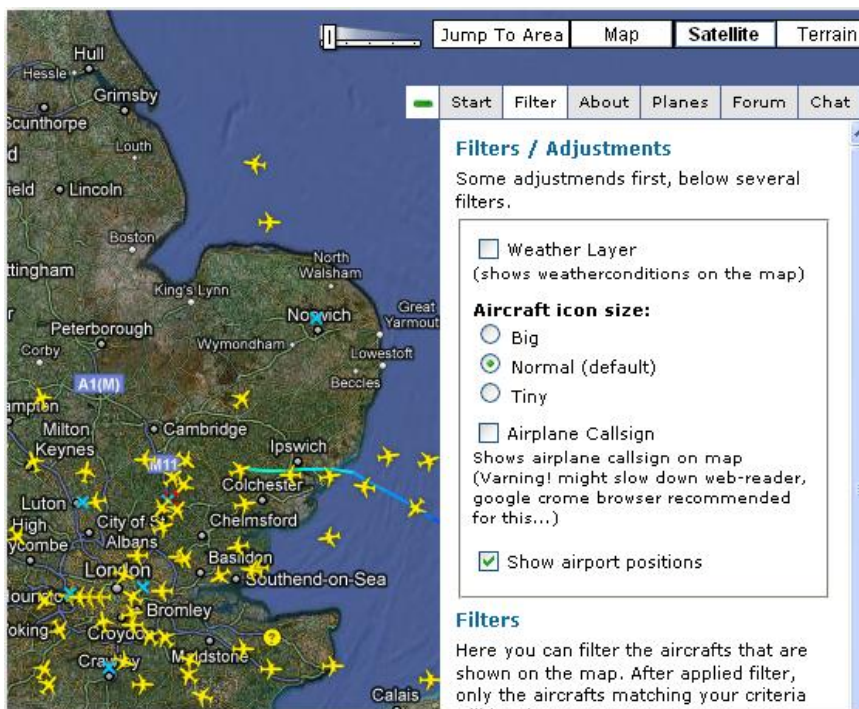 Jump To Area Map Satellite Terrain
Hull
Hessle
Grimsby
Scunthorpe
Louth
Lincoln
Boston
North
Walsham
King's Lynn
Norwich
Great
Yarmout
Peterborough
Wymondham
Lowestoft
Corby
Beccles
A1(M)
Milton
Keynes
Cambridge
Ipswich
M11
Colchester
Luton
City of St
Albans
Chelmsford
High
ycombe
Basildon
London
Southend-on-Sea
Bromley
Croydon
Maidstone
Crawley
Calais
?
Start Filter About Planes Forum Chat
Filters / Adjustments
Some adjustmends first, below several
filters.
Weather Layer
(shows weatherconditions on the map)
Aircraft icon size:
Big
Normal (default)
Tiny
Airplane Callsign
Shows airplane callsign on map
(Varning! might slow down web-reader,
google crome browser recommended
for this...)
Show airport positions
Filters
Here you can filter the aircrafts that are
shown on the map. After applied filter,
only the aircrafts matching your criteria